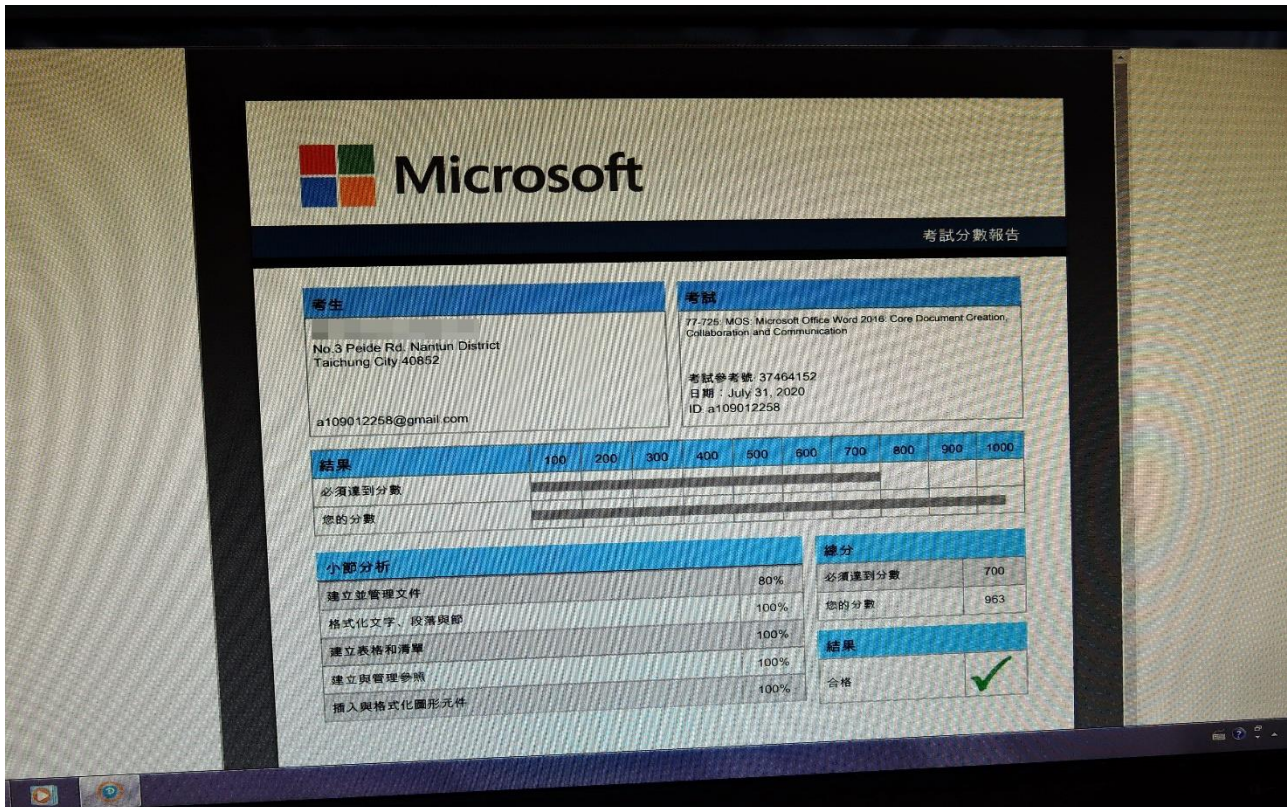 Microsoft
考試分數報告
考生
No.3 Peide Rd. Nantun District
Taichung City 40852
a109012258@gmail.com
考試
77-725: MOS: Microsoft Office Word 2016: Core Document Creation,
Collaboration and Communication
考試參考號 37464152
日期：July 31, 2020
ID a109012258
結果 100 200 300 400 500 600 700 800 900 1000
必須達到分數
您的分數
小節分析
建立並管理文件 80%
格式化文字、段落與節 100%
建立表格和清單 100%
建立與管理參照 100%
插入與格式化圖形元件 100%
總分
必須達到分數 700
您的分數 963
結果
合格